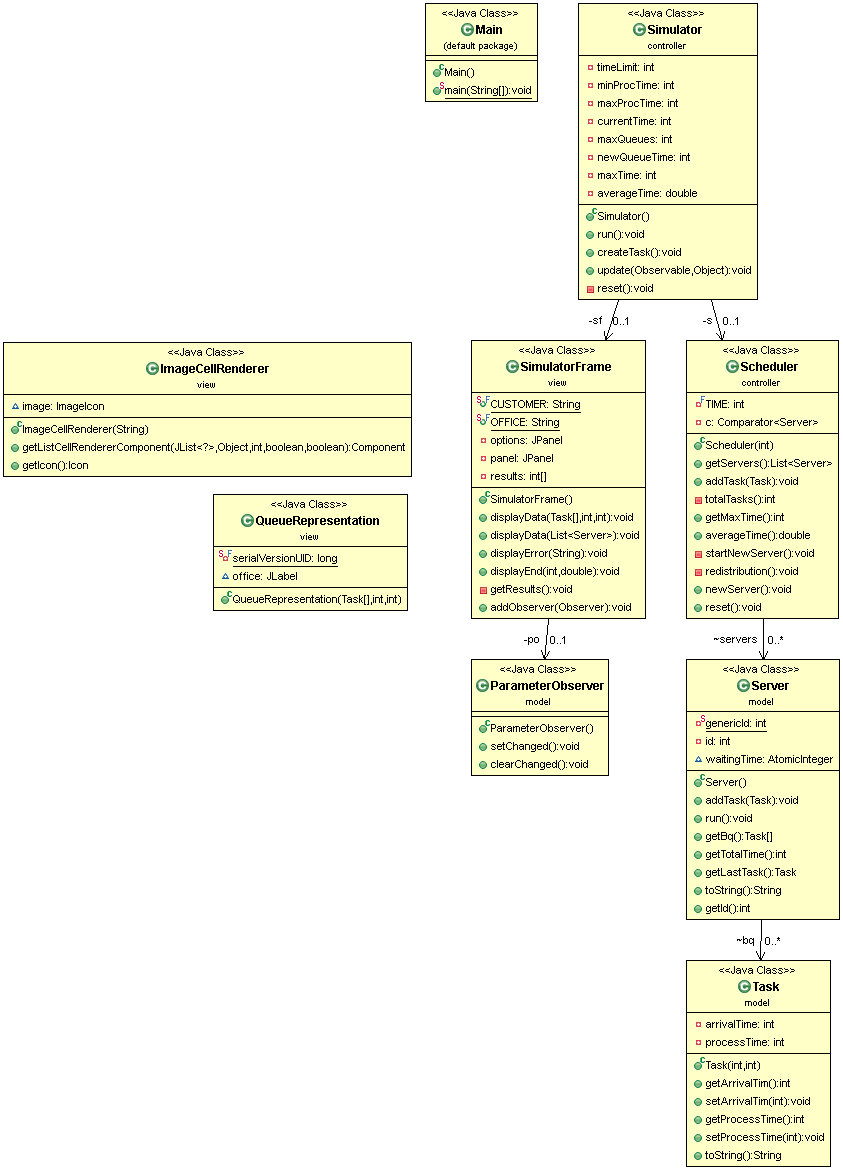 <<Java Class>>
Main
(default package)
Main()
main(String[]):void
<<Java Class>>
Simulator
controller
timeLimit: int
minProcTime: int
maxProcTime: int
currentTime: int
maxQueues: int
newQueueTime: int
maxTime: int
averageTime: double
Simulator()
run():void
createTask():void
update(Observable,Object):void
reset():void
-sf 0..1
-s 0..1
<<Java Class>>
ImageCellRenderer
view
image: ImageIcon
ImageCellRenderer(String)
getListCellRendererComponent(JList<?>,Object,int,boolean,boolean):Component
getIcon():Icon
<<Java Class>>
QueueRepresentation
view
serialVersionUID: long
office: JLabel
QueueRepresentation(Task[],int,int)
<<Java Class>>
SimulatorFrame
view
CUSTOMER: String
OFFICE: String
options: JPanel
panel: JPanel
results: int[]
SimulatorFrame()
displayData(Task[],int,int):void
displayData(List<Server>):void
displayError(String):void
displayEnd(int,double):void
getResults():void
addObserver(Observer):void
-po 0..1
<<Java Class>>
ParameterObserver
model
ParameterObserver()
setChanged():void
clearChanged():void
<<Java Class>>
Scheduler
controller
TIME: int
c: Comparator<Server>
Scheduler(int)
getServers():List<Server>
addTask(Task):void
totalTasks():int
getMaxTime():int
averageTime():double
startNewServer():void
redistribution():void
newServer():void
reset():void
~servers 0..*
<<Java Class>>
Server
model
genericId: int
id: int
waitingTime: AtomicInteger
Server()
addTask(Task):void
run():void
getBq():Task[]
getTotalTime():int
getLastTask():Task
toString():String
getId():int
~bq 0..*
<<Java Class>>
Task
model
arrivalTime: int
processTime: int
Task(int,int)
getArrivalTim():int
setArrivalTim(int):void
getProcessTime():int
setProcessTime(int):void
toString():String